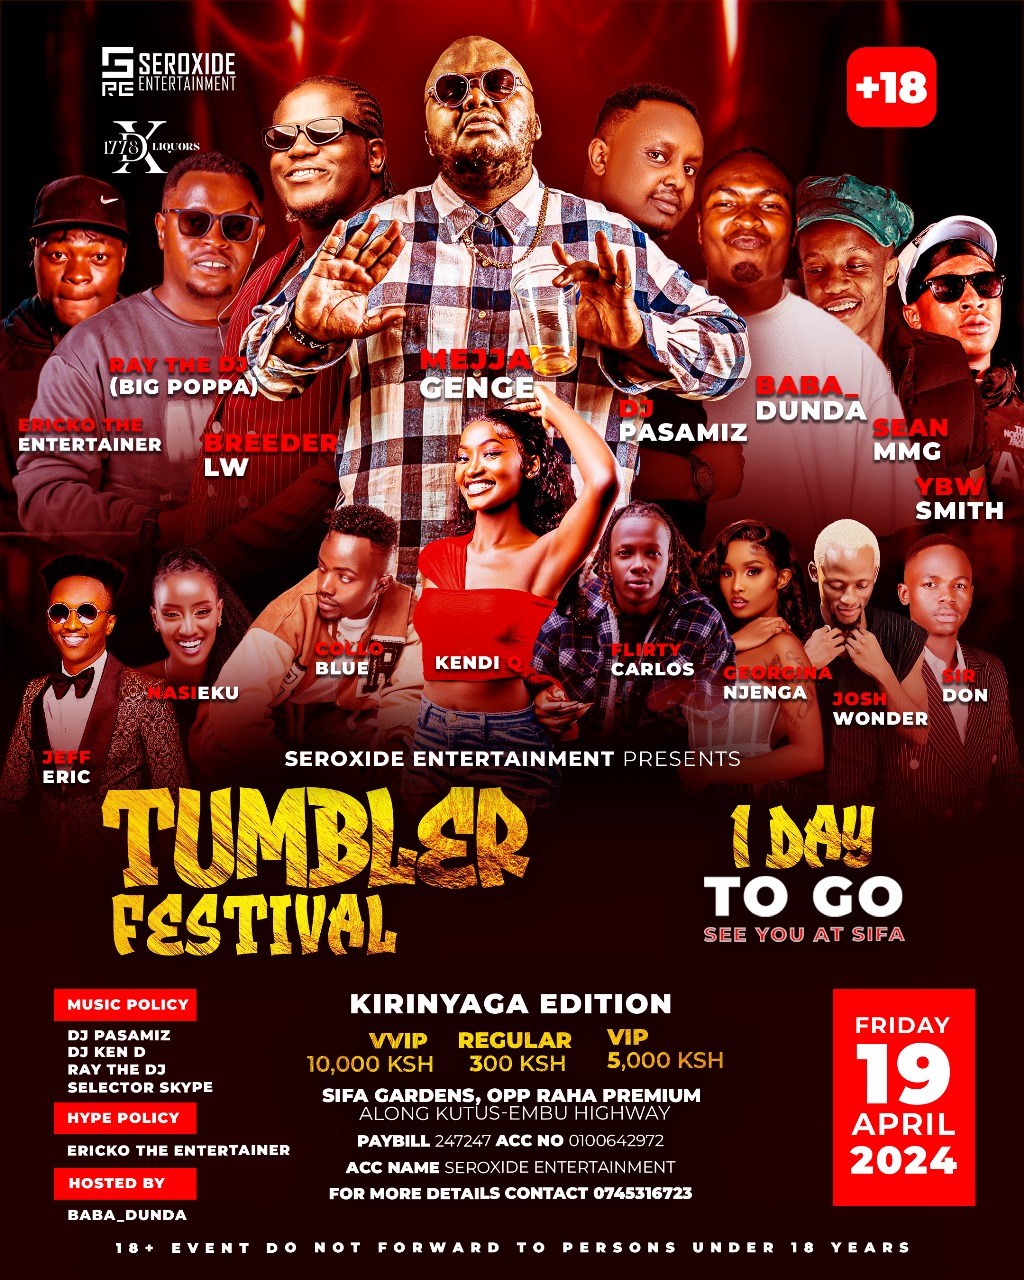 SEROXIDE
ENTERTAINMENT
+18
1778 DX LIQUORS
RAY THE DJ
(BIG POPPA)
MEJJA
GENGE
ERICKO THE
ENTERTAINER
BREEDER
LW
DJ
PASAMIZ
BABA_
DUNDA
SEAN
MMG
YBW
SMITH
COLLO
BLUE
KENDI Q
FLIRTY
CARLOS
NASIEKU
GEORGINA
NJENGA
JOSH
WONDER
SIR
DON
JEFF
ERIC
SEROXIDE ENTERTAINMENT PRESENTS
TUMBLER
FESTIVAL
1 DAY
TO GO
SEE YOU AT SIFA
MUSIC POLICY
DJ PASAMIZ
DJ KEN D
RAY THE DJ
SELECTOR SKYPE
HYPE POLICY
ERICKO THE ENTERTAINER
HOSTED BY
BABA_DUNDA
KIRINYAGA EDITION
VVIP REGULAR VIP
10,000 KSH 300 KSH 5,000 KSH
SIFA GARDENS, OPP RAHA PREMIUM
ALONG KUTUS-EMBU HIGHWAY
PAYBILL 247247 ACC NO 0100642972
ACC NAME SEROXIDE ENTERTAINMENT
FOR MORE DETAILS CONTACT 0745316723
FRIDAY
19
APRIL
2024
18+ EVENT DO NOT FORWARD TO PERSONS UNDER 18 YEARS